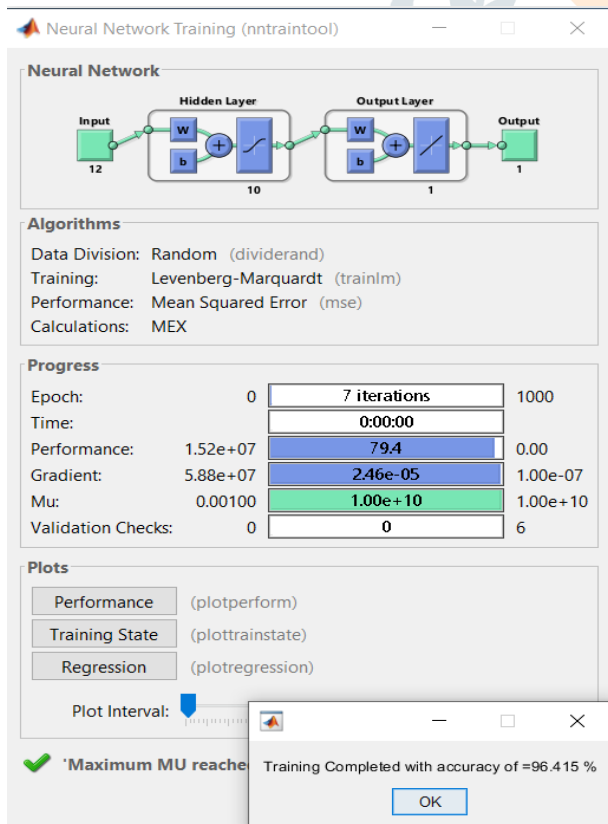 Neural Network Training (nntraintool)
Neural Network
Hidden Layer Output Layer
Input Output
W W
b b
12 10 1 1
Algorithms
Data Division: Random (dividerand)
Training: Levenberg-Marquardt (trainlm)
Performance: Mean Squared Error (mse)
Calculations: MEX
Progress
Epoch: 0 7 iterations 1000
Time: 0:00:00
Performance: 1.52e+07 79.4 0.00
Gradient: 5.88e+07 2.46e-05 1.00e-07
Mu: 0.00100 1.00e+10 1.00e+10
Validation Checks: 0 0 6
Plots
Performance (plotperform)
Training State (plottrainstate)
Regression (plotregression)
Plot Interval:
'Maximum MU reache
Training Completed with accuracy of =96.415 %
OK